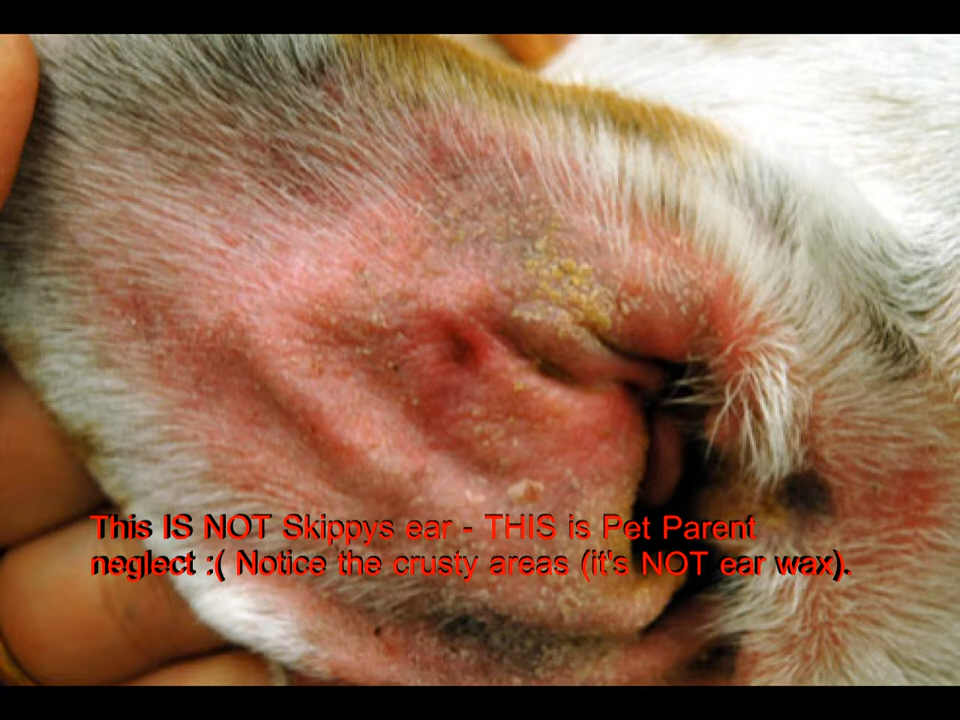 This IS NOT Skippys ear - THIS is Pet Parent
neglect :( Notice the crusty areas (it's NOT ear wax).